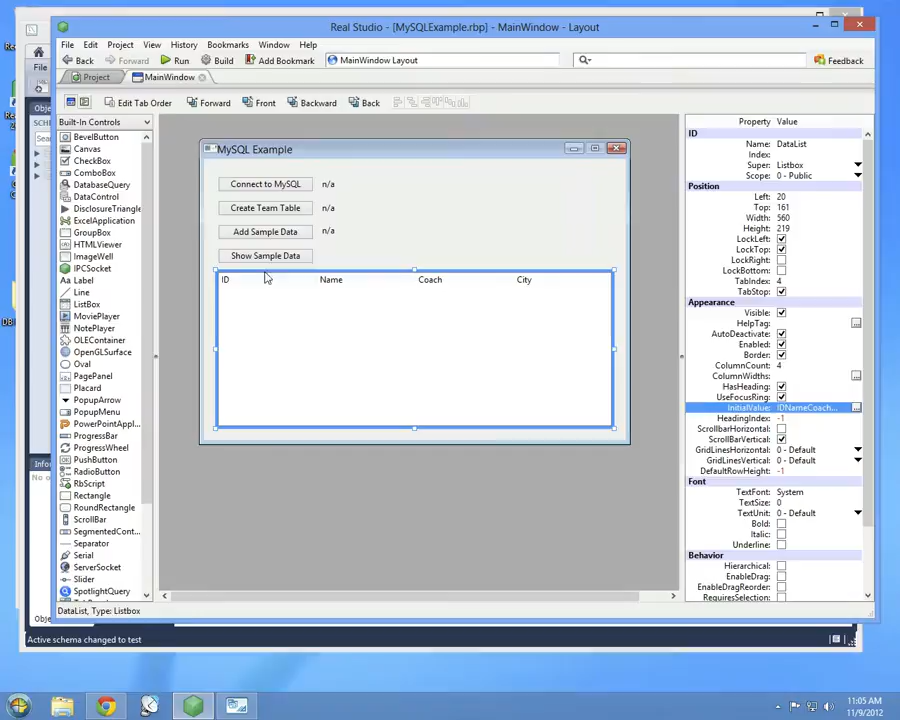 Real Studio - [MySQLExample.rbp] - MainWindow - Layout
File Edit Project View History Bookmarks Window Help
Back Forward Run Build Add Bookmark MainWindow Layout Feedback
Project MainWindow
Edit Tab Order Forward Front Backward Back
Built-In Controls
BevelButton
Canvas
CheckBox
ComboBox
DatabaseQuery
DataControl
DisclosureTriangle
ExcelApplication
GroupBox
HTMLViewer
ImageWell
IPCSocket
Label
Line
ListBox
MoviePlayer
NotePlayer
OLEContainer
OpenGLSurface
Oval
PagePanel
Placard
PopupArrow
PopupMenu
PowerPointAppl...
ProgressBar
ProgressWheel
PushButton
RadioButton
RbScript
Rectangle
RoundRectangle
ScrollBar
SegmentedCont...
Separator
Serial
ServerSocket
Slider
SpotlightQuery
MySQL Example
Connect to MySQL n/a
Create Team Table n/a
Add Sample Data n/a
Show Sample Data
ID Name Coach City
Property Value
ID
Name: DataList
Index:
Super: Listbox
Scope: 0 - Public
Position
Left: 20
Top: 161
Width: 560
Height: 219
LockLeft:
LockTop:
LockRight:
LockBottom:
TabIndex: 4
TabStop:
Appearance
Visible:
HelpTag:
AutoDeactivate:
Enabled:
Border:
ColumnCount: 4
ColumnWidths:
HasHeading:
UseFocusRing:
InitialValue: IDNameCoach...
HeadingIndex: -1
ScrollbarHorizontal:
ScrollBarVertical:
GridLinesHorizontal: 0 - Default
GridLinesVertical: 0 - Default
DefaultRowHeight: -1
Font
TextFont: System
TextSize: 0
TextUnit: 0 - Default
Bold:
Italic:
Underline:
Behavior
Hierarchical:
EnableDrag:
EnableDragReorder:
RequiresSelection:
DataList, Type: Listbox
File
Active schema changed to test
11:05 AM
11/9/2012